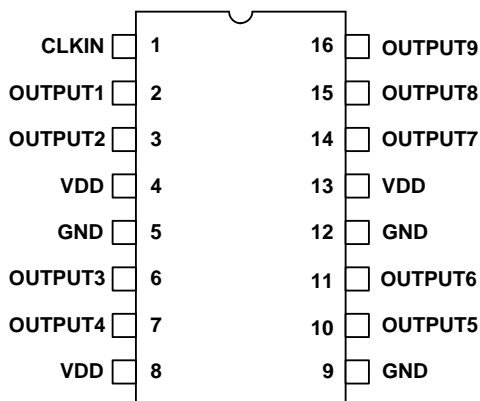 CLKIN 1 16 OUTPUT9
OUTPUT1 2 15 OUTPUT8
OUTPUT2 3 14 OUTPUT7
VDD 4 13 VDD
GND 5 12 GND
OUTPUT3 6 11 OUTPUT6
OUTPUT4 7 10 OUTPUT5
VDD 8 9 GND